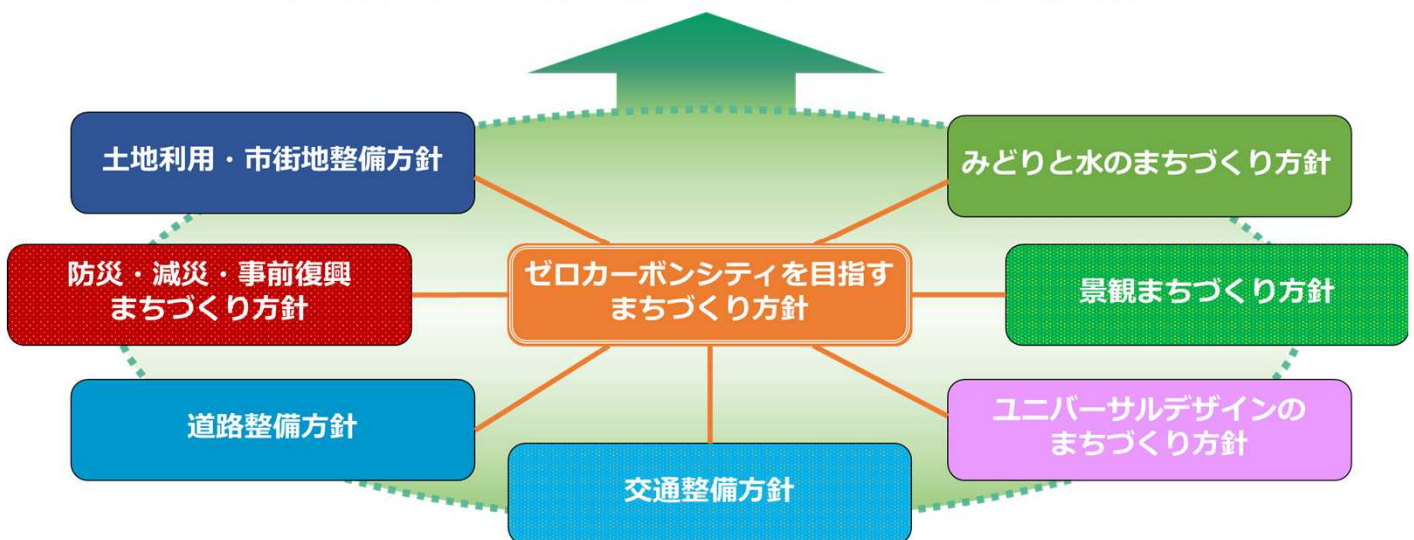 土地利用・市街地整備方針
みどりと水のまちづくり方針
防災・減災・事前復興
まちづくり方針
ゼロカーボンシティを目指す
まちづくり方針
景観まちづくり方針
道路整備方針
ユニバーサルデザインの
まちづくり方針
交通整備方針